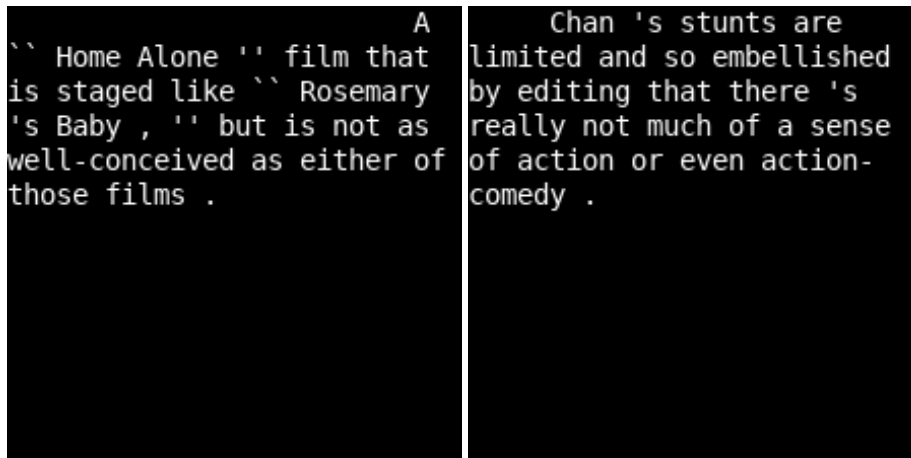 A
`` Home Alone '' film that
is staged like `` Rosemary
's Baby , '' but is not as
well-conceived as either of
those films .
Chan 's stunts are
limited and so embellished
by editing that there 's
really not much of a sense
of action or even action-
comedy .